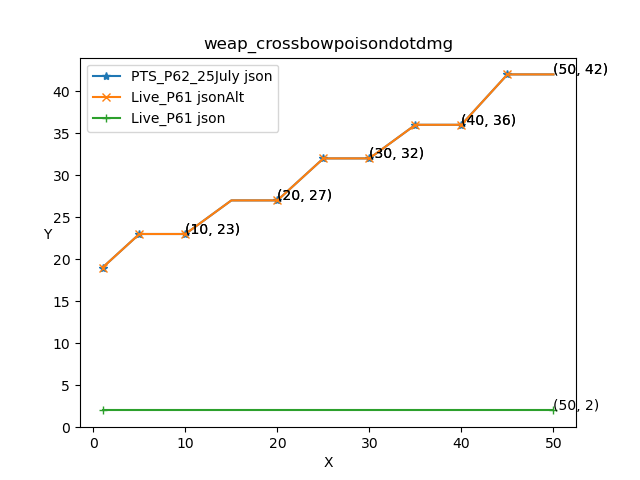 weap_crossbowpoisondotdmg
PTS_P62_25July json
Live_P61 jsonAlt
Live_P61 json
(50, 42)
(40, 36)
(30, 32)
(20, 27)
(10, 23)
(50, 2)
Y
40
35
30
25
20
15
10
5
0
0 10 20 30 40 50
X